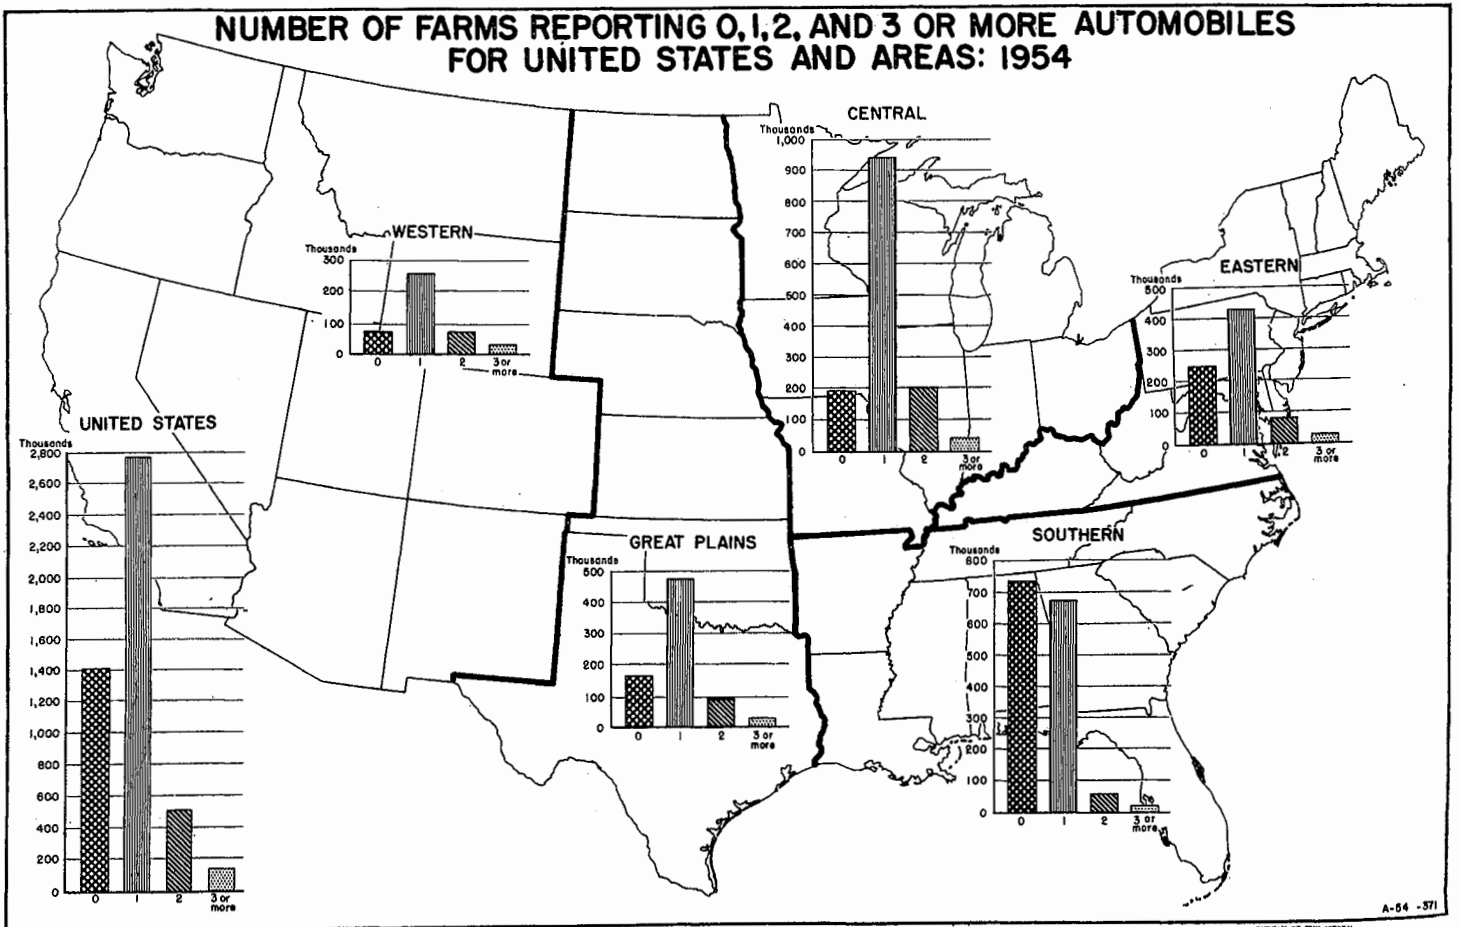 NUMBER OF FARMS REPORTING 0,1,2, AND 3 OR MORE AUTOMOBILES
FOR UNITED STATES AND AREAS: 1954
CENTRAL
Thousands
1,000
900
800
700
600
500
400
300
200
100
0
0 1 2 3 or
more
WESTERN
Thousands
300
200
100
0
0 1 2 3 or
more
EASTERN
Thousands
500
400
300
200
100
0
0 1 2 3 or
more
UNITED STATES
Thousands
2,800
2,600
2,400
2,200
2,000
1,800
1,600
1,400
1,200
1,000
800
600
400
200
0
0 1 2 3 or
more
GREAT PLAINS
Thousands
500
400
300
200
100
0
0 1 2 3 or
more
SOUTHERN
Thousands
800
700
600
500
400
300
200
100
0
0 1 2 3 or
more
A-54 -371